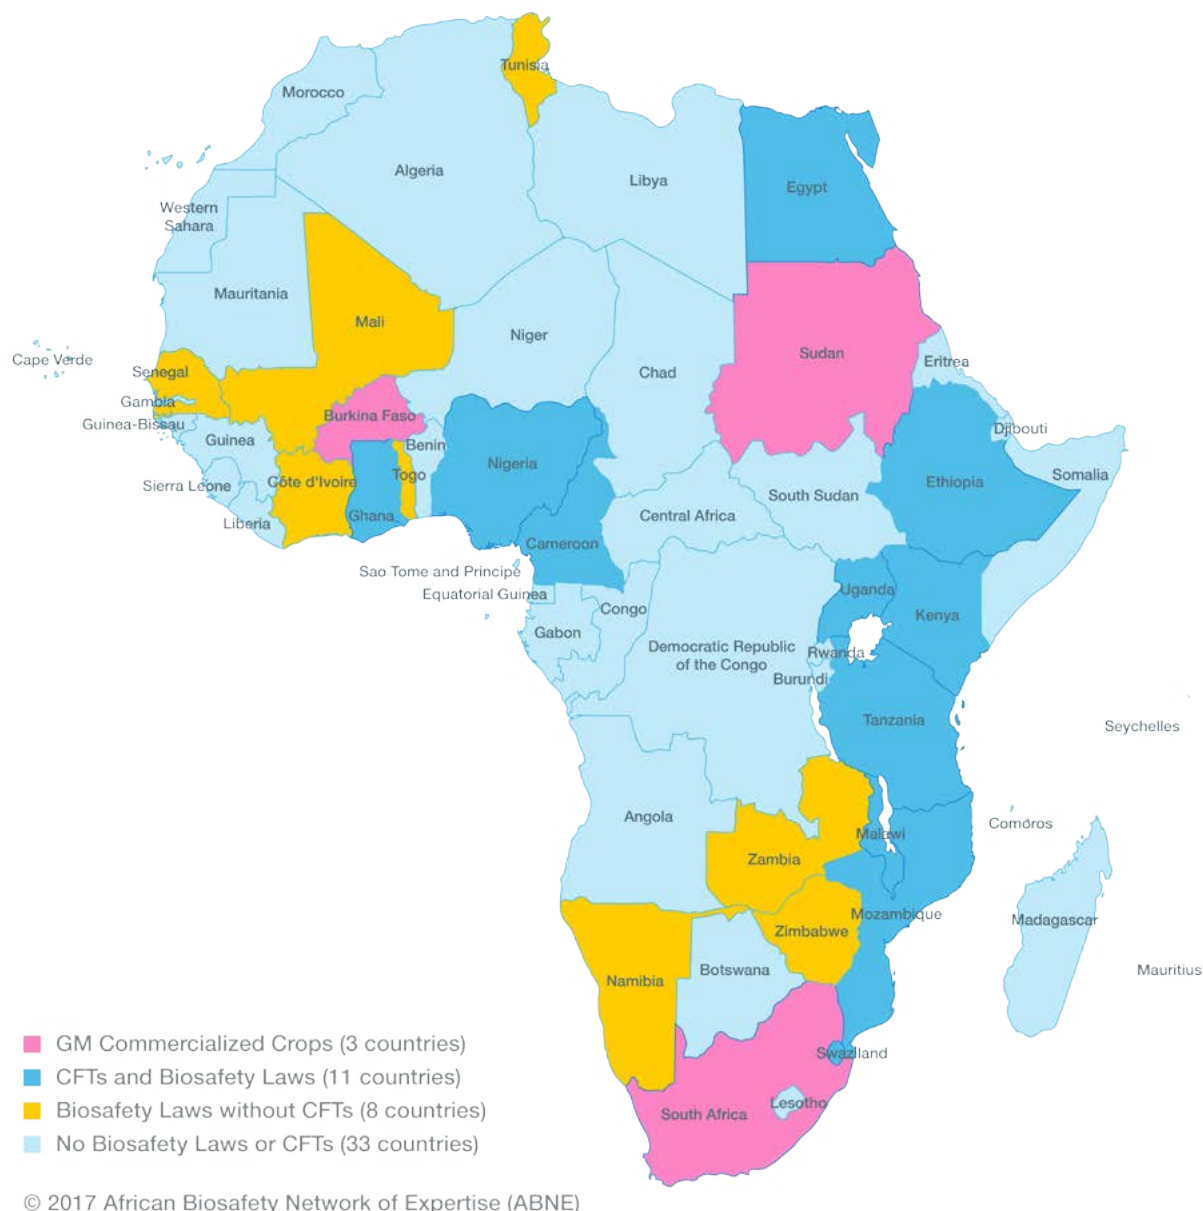 Tunisia
Morocco
Algeria
Libya
Egypt
Western
Sahara
Mauritania
Mali
Niger
Chad
Sudan
Eritrea
Cape Verde
Senegal
Gambia
Guinea-Bissau
Guinea
Sierra Leone
Liberia
Côte d'Ivoire
Burkina Faso
Ghana
Togo
Benin
Nigeria
Cameroon
Central Africa
South Sudan
Ethiopia
Djibouti
Somalia
Sao Tome and Principe
Equatorial Guinea
Gabon
Congo
Democratic Republic
of the Congo
Uganda
Kenya
Rwanda
Burundi
Tanzania
Seychelles
Comoros
Angola
Zambia
Malawi
Mozambique
Zimbabwe
Madagascar
Mauritius
Namibia
Botswana
Swaziland
South Africa
Lesotho
GM Commercialized Crops (3 countries)
CFTs and Biosafety Laws (11 countries)
Biosafety Laws without CFTs (8 countries)
No Biosafety Laws or CFTs (33 countries)
© 2017 African Biosafety Network of Expertise (ABNE)